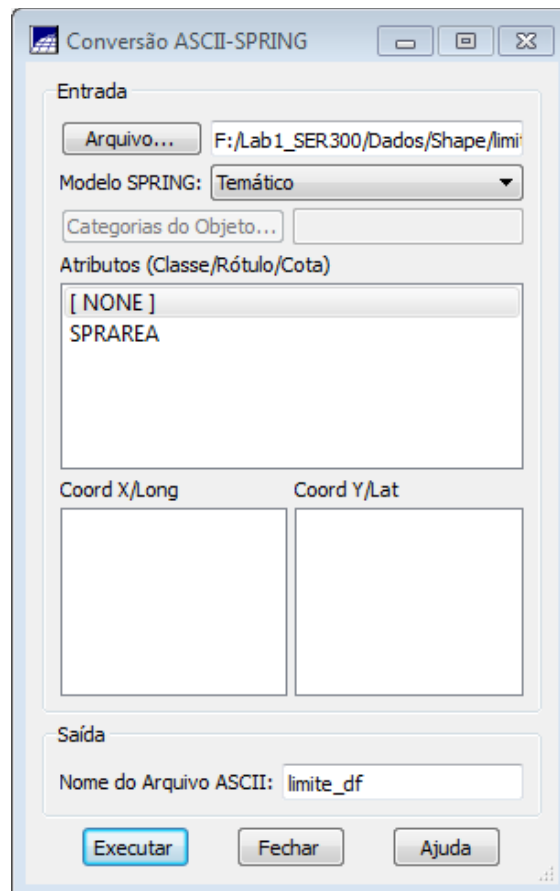 Conversão ASCII-SPRING
Entrada
Arquivo... F:/Lab1_SER300/Dados/Shape/limi
Modelo SPRING: Temático
Categorias do Objeto...
Atributos (Classe/Rótulo/Cota)
[ NONE ]
SPRAREA
Coord X/Long Coord Y/Lat
Saída
Nome do Arquivo ASCII: limite_df
Executar Fechar Ajuda